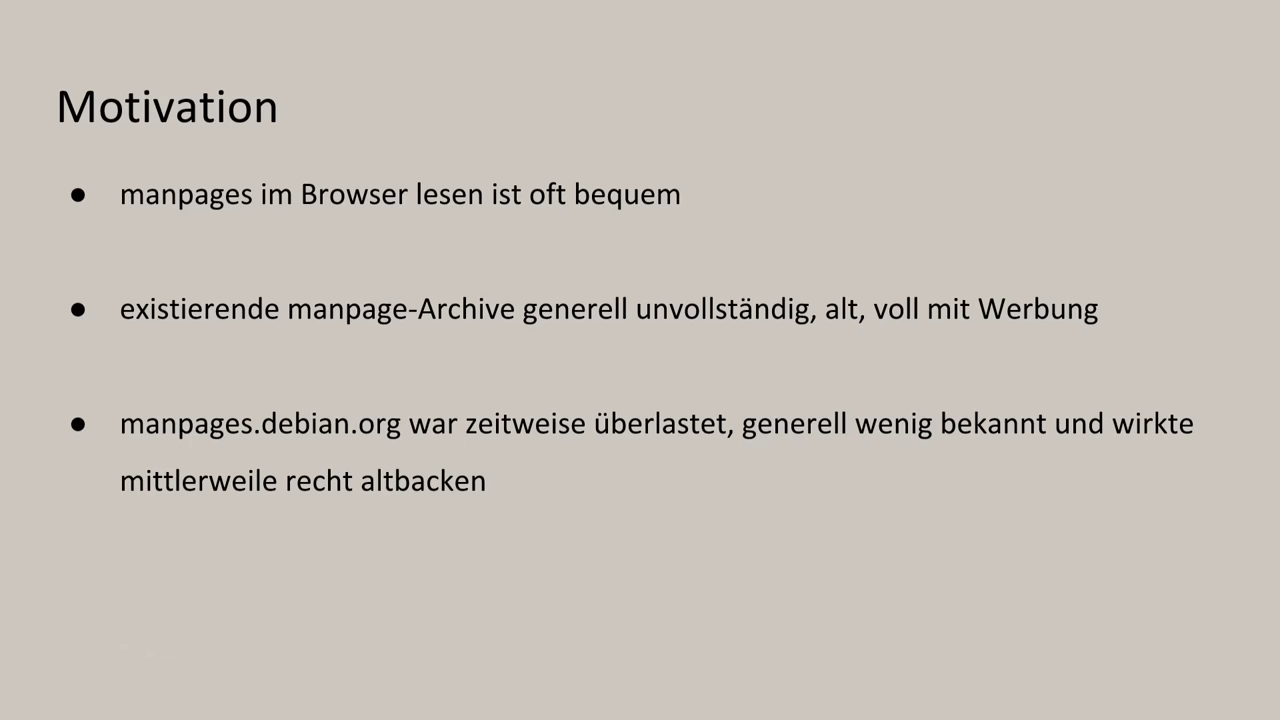 Motivation
● manpages im Browser lesen ist oft bequem
● existierende manpage-Archive generell unvollständig, alt, voll mit Werbung
● manpages.debian.org war zeitweise überlastet, generell wenig bekannt und wirkte
mittlerweile recht altbacken